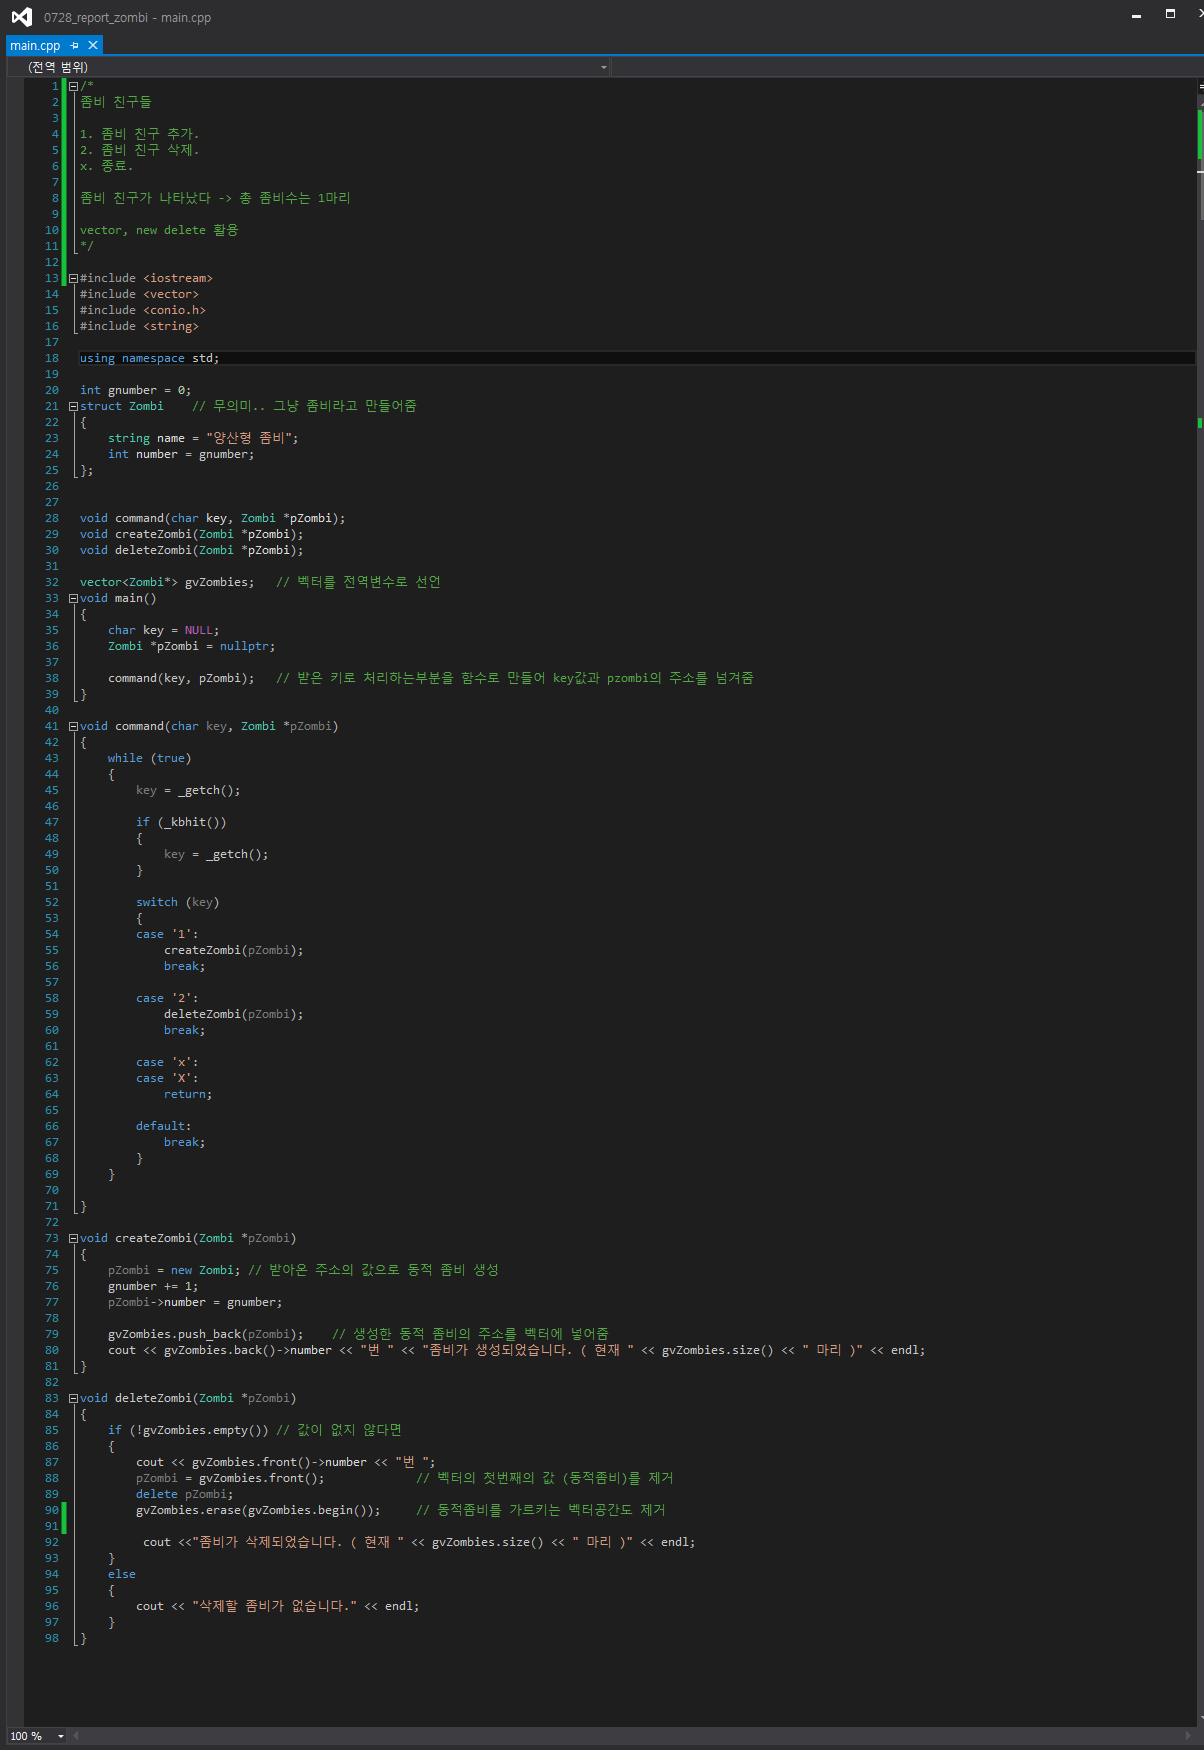 0728_report_zombi - main.cpp
main.cpp
(전역 범위)
1 /*
2 좀비 친구들
3
4 1. 좀비 친구 추가.
5 2. 좀비 친구 삭제.
6 x. 종료.
7
8 좀비 친구가 나타났다 -> 총 좀비수는 1마리
9
10 vector, new delete 활용
11 */
12
13 #include <iostream>
14 #include <vector>
15 #include <conio.h>
16 #include <string>
17
18 using namespace std;
19
20 int gnumber = 0;
21 struct Zombi    // 무의미.. 그냥 좀비라고 만들어줌
22 {
23     string name = "양산형 좀비";
24     int number = gnumber;
25 };
26
27
28 void command(char key, Zombi *pZombi);
29 void createZombi(Zombi *pZombi);
30 void deleteZombi(Zombi *pZombi);
31
32 vector<Zombi*> gvZombies;   // 벡터를 전역변수로 선언
33 void main()
34 {
35     char key = NULL;
36     Zombi *pZombi = nullptr;
37
38     command(key, pZombi);   // 받은 키로 처리하는부분을 함수로 만들어 key값과 pzombi의 주소를 넘겨줌
39 }
40
41 void command(char key, Zombi *pZombi)
42 {
43     while (true)
44     {
45         key = _getch();
46
47         if (_kbhit())
48         {
49             key = _getch();
50         }
51
52         switch (key)
53         {
54         case '1':
55             createZombi(pZombi);
56             break;
57
58         case '2':
59             deleteZombi(pZombi);
60             break;
61
62         case 'x':
63         case 'X':
64             return;
65
66         default:
67             break;
68         }
69     }
70
71 }
72
73 void createZombi(Zombi *pZombi)
74 {
75     pZombi = new Zombi; // 받아온 주소의 값으로 동적 좀비 생성
76     gnumber += 1;
77     pZombi->number = gnumber;
78
79     gvZombies.push_back(pZombi);    // 생성한 동적 좀비의 주소를 벡터에 넣어줌
80     cout << gvZombies.back()->number << "번 " << "좀비가 생성되었습니다. ( 현재 " << gvZombies.size() << " 마리 )" << endl;
81 }
82
83 void deleteZombi(Zombi *pZombi)
84 {
85     if (!gvZombies.empty()) // 값이 없지 않다면
86     {
87         cout << gvZombies.front()->number << "번 ";
88         pZombi = gvZombies.front();             // 벡터의 첫번째의 값 (동적좀비)를 제거
89         delete pZombi;
90         gvZombies.erase(gvZombies.begin());     // 동적좀비를 가르키는 벡터공간도 제거
91
92          cout <<"좀비가 삭제되었습니다. ( 현재 " << gvZombies.size() << " 마리 )" << endl;
93     }
94     else
95     {
96         cout << "삭제할 좀비가 없습니다." << endl;
97     }
98 }
100 %